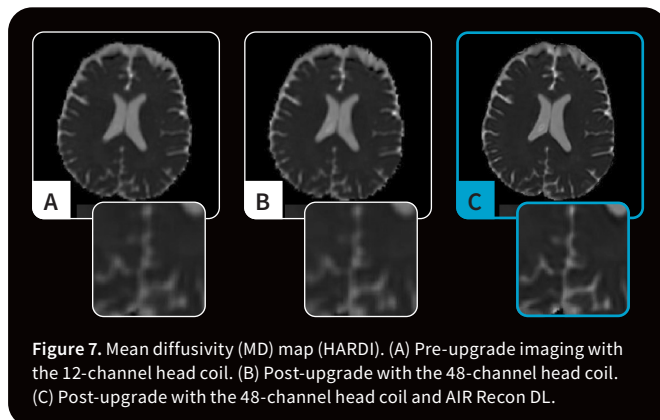 A
B
C
Figure 7. Mean diffusivity (MD) map (HARDI). (A) Pre-upgrade imaging with
the 12-channel head coil. (B) Post-upgrade with the 48-channel head coil.
(C) Post-upgrade with the 48-channel head coil and AIR Recon DL.